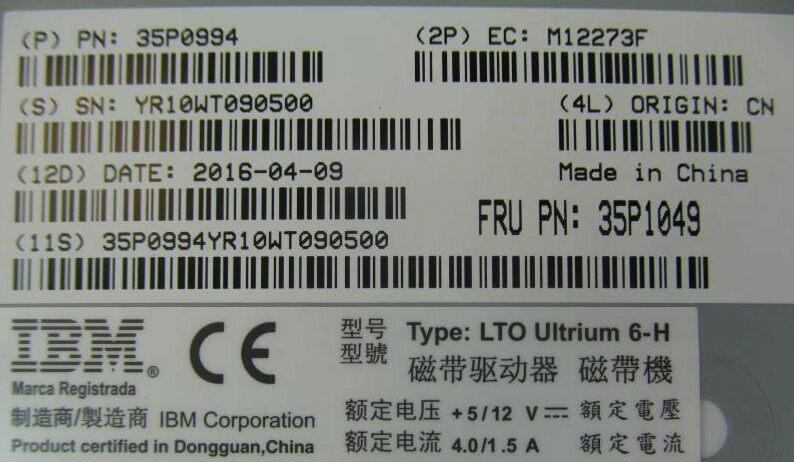 (P) PN: 35P0994 (2P) EC: M12273F
(S) SN: YR10WT090500 (4L) ORIGIN: CN
(12D) DATE: 2016-04-09 Made in China
FRU PN: 35P1049
(11S) 35P0994YR10WT090500
IBM® CE 型号 Type: LTO Ultrium 6-H
型號
Marca Registrada 磁带驱动器 磁帶機
制造商/製造商 IBM Corporation 额定电压 +5/12 V⎓ 額定電壓
Product certified in Dongguan,China 额定电流 4.0/1.5 A 額定電流